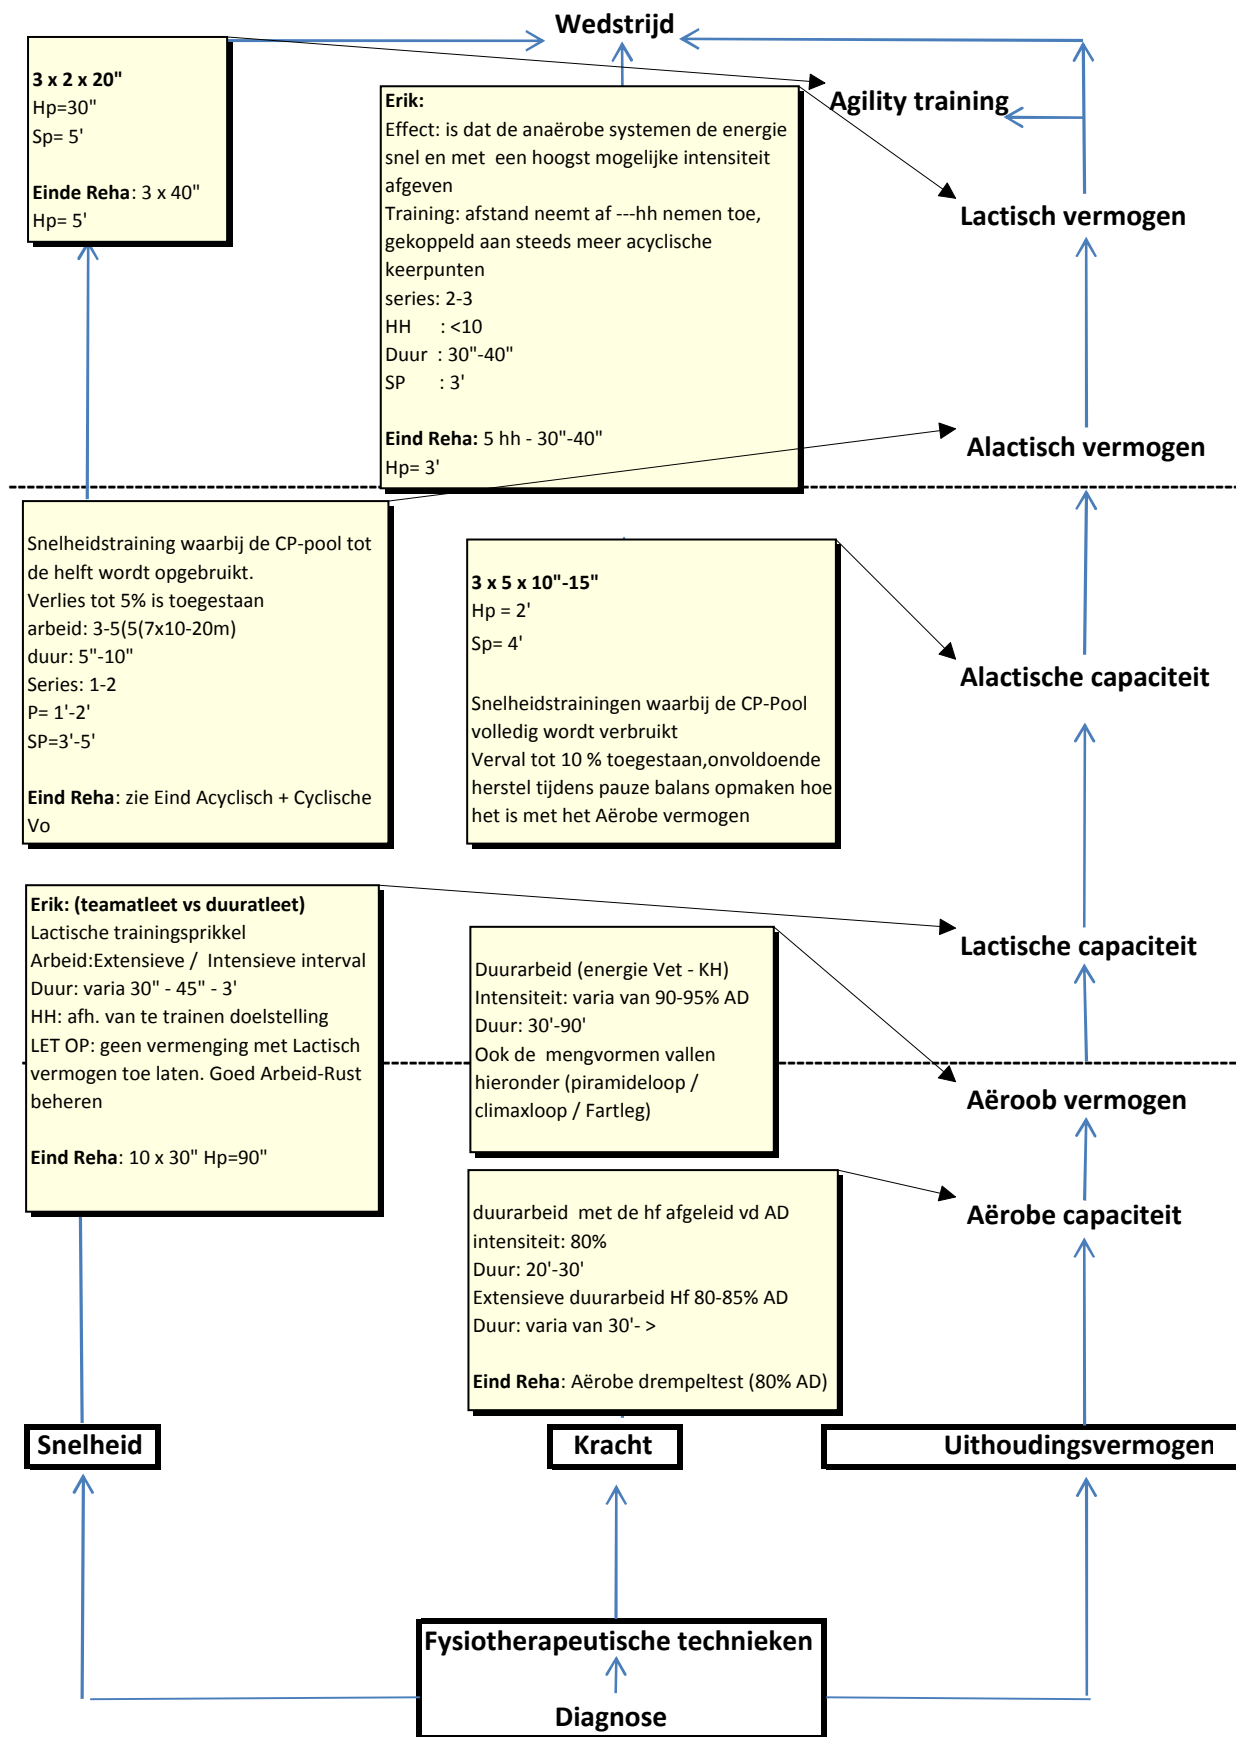 Wedstrijd
3 x 2 x 20"
Hp=30"
Sp= 5'
Einde Reha: 3 x 40"
Hp= 5'
Erik:
Effect: is dat de anaërobe systemen de energie
snel en met  een hoogst mogelijke intensiteit
afgeven
Training: afstand neemt af ---hh nemen toe,
gekoppeld aan steeds meer acyclische
keerpunten
series: 2-3
HH     : <10
Duur  : 30"-40"
SP      : 3'
Eind Reha: 5 hh - 30"-40"
Hp= 3'
Agility training
Lactisch vermogen
Alactisch vermogen
Snelheidstraining waarbij de CP-pool tot
de helft wordt opgebruikt.
Verlies tot 5% is toegestaan
arbeid: 3-5(5(7x10-20m)
duur: 5"-10"
Series: 1-2
P= 1'-2'
SP=3'-5'
Eind Reha: zie Eind Acyclisch + Cyclische
Vo
3 x 5 x 10"-15"
Hp = 2'
Sp= 4'
Snelheidstrainingen waarbij de CP-Pool
volledig wordt verbruikt
Verval tot 10 % toegestaan,onvoldoende
herstel tijdens pauze balans opmaken hoe
het is met het Aërobe vermogen
Alactische capaciteit
Erik: (teamatleet vs duuratleet)
Lactische trainingsprikkel
Arbeid:Extensieve /  Intensieve interval
Duur: varia 30" - 45" - 3'
HH: afh. van te trainen doelstelling
LET OP: geen vermenging met Lactisch
vermogen toe laten. Goed Arbeid-Rust
beheren
Eind Reha: 10 x 30" Hp=90"
Duurarbeid (energie Vet - KH)
Intensiteit: varia van 90-95% AD
Duur: 30'-90'
Ook de  mengvormen vallen
hieronder (piramideloop /
climaxloop / Fartleg)
Lactische capaciteit
Aëroob vermogen
duurarbeid  met de hf afgeleid vd AD
intensiteit: 80%
Duur: 20'-30'
Extensieve duurarbeid Hf 80-85% AD
Duur: varia van 30'- >
Eind Reha: Aërobe drempeltest (80% AD)
Aërobe capaciteit
Snelheid
Kracht
Uithoudingsvermogen
Fysiotherapeutische technieken
Diagnose